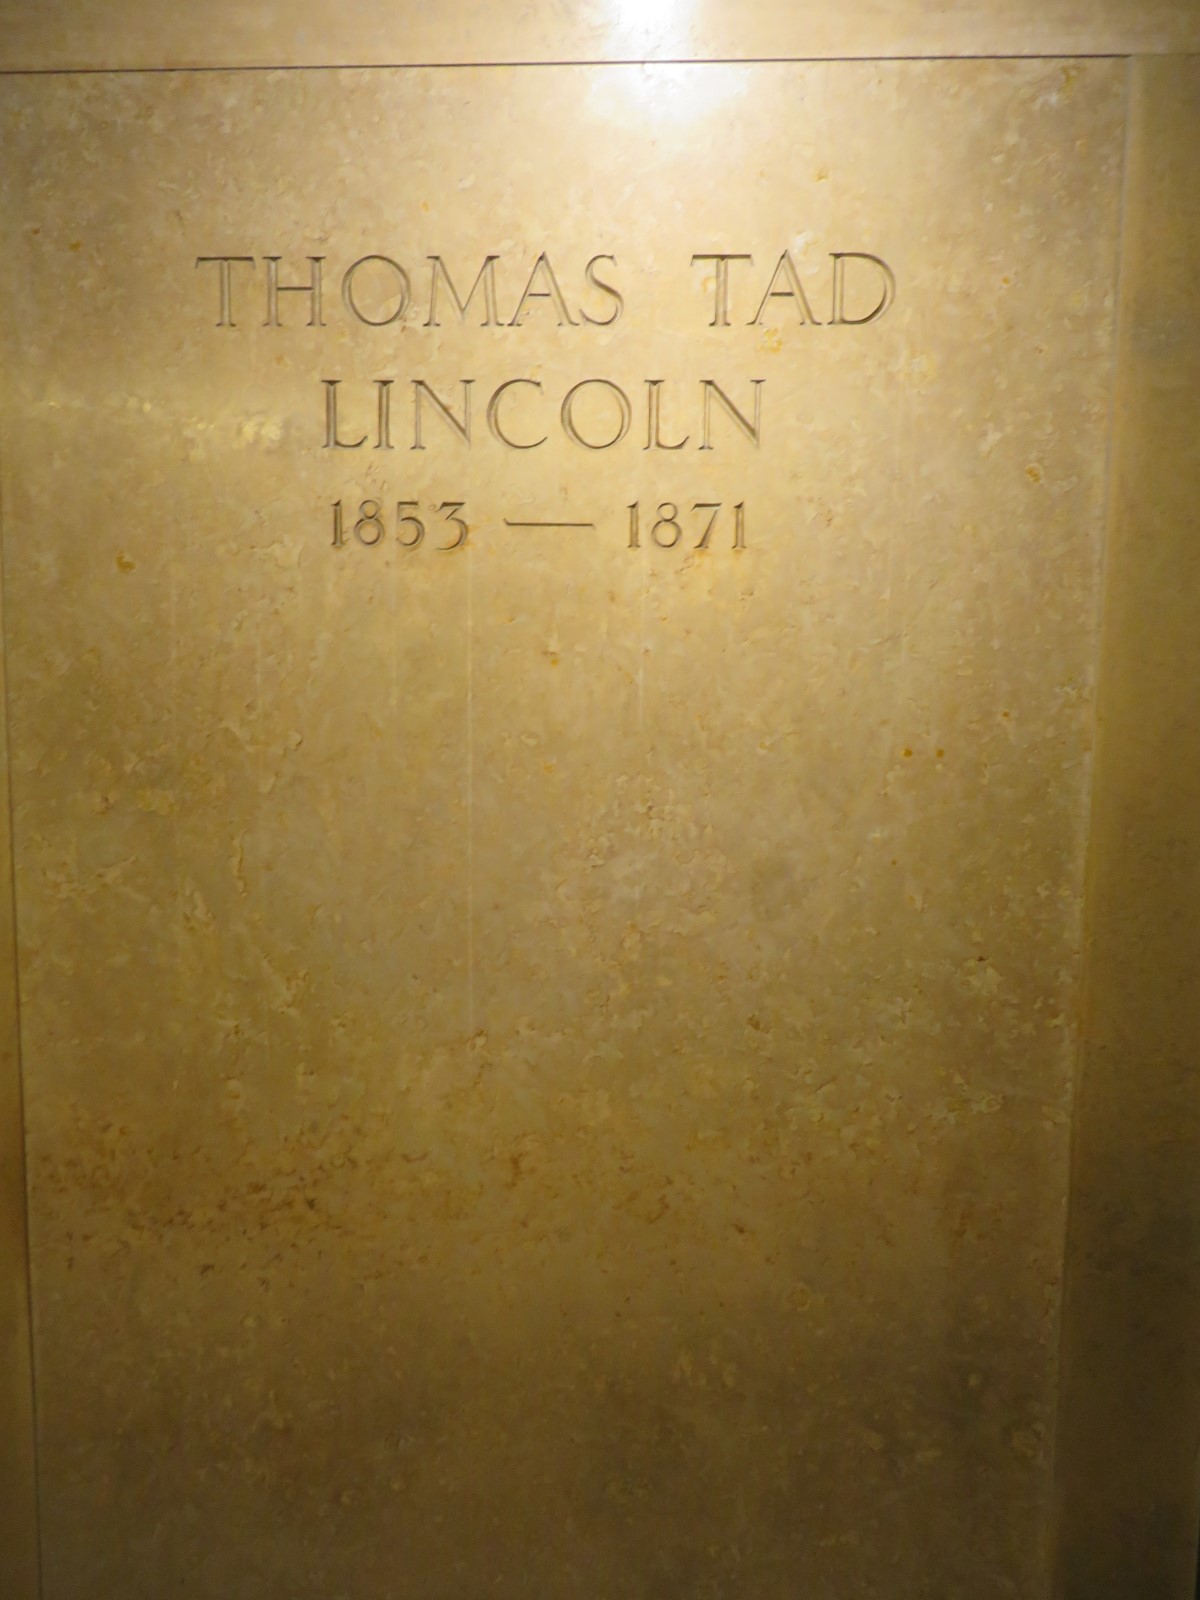 THOMAS TAD
LINCOLN
1853 — 1871